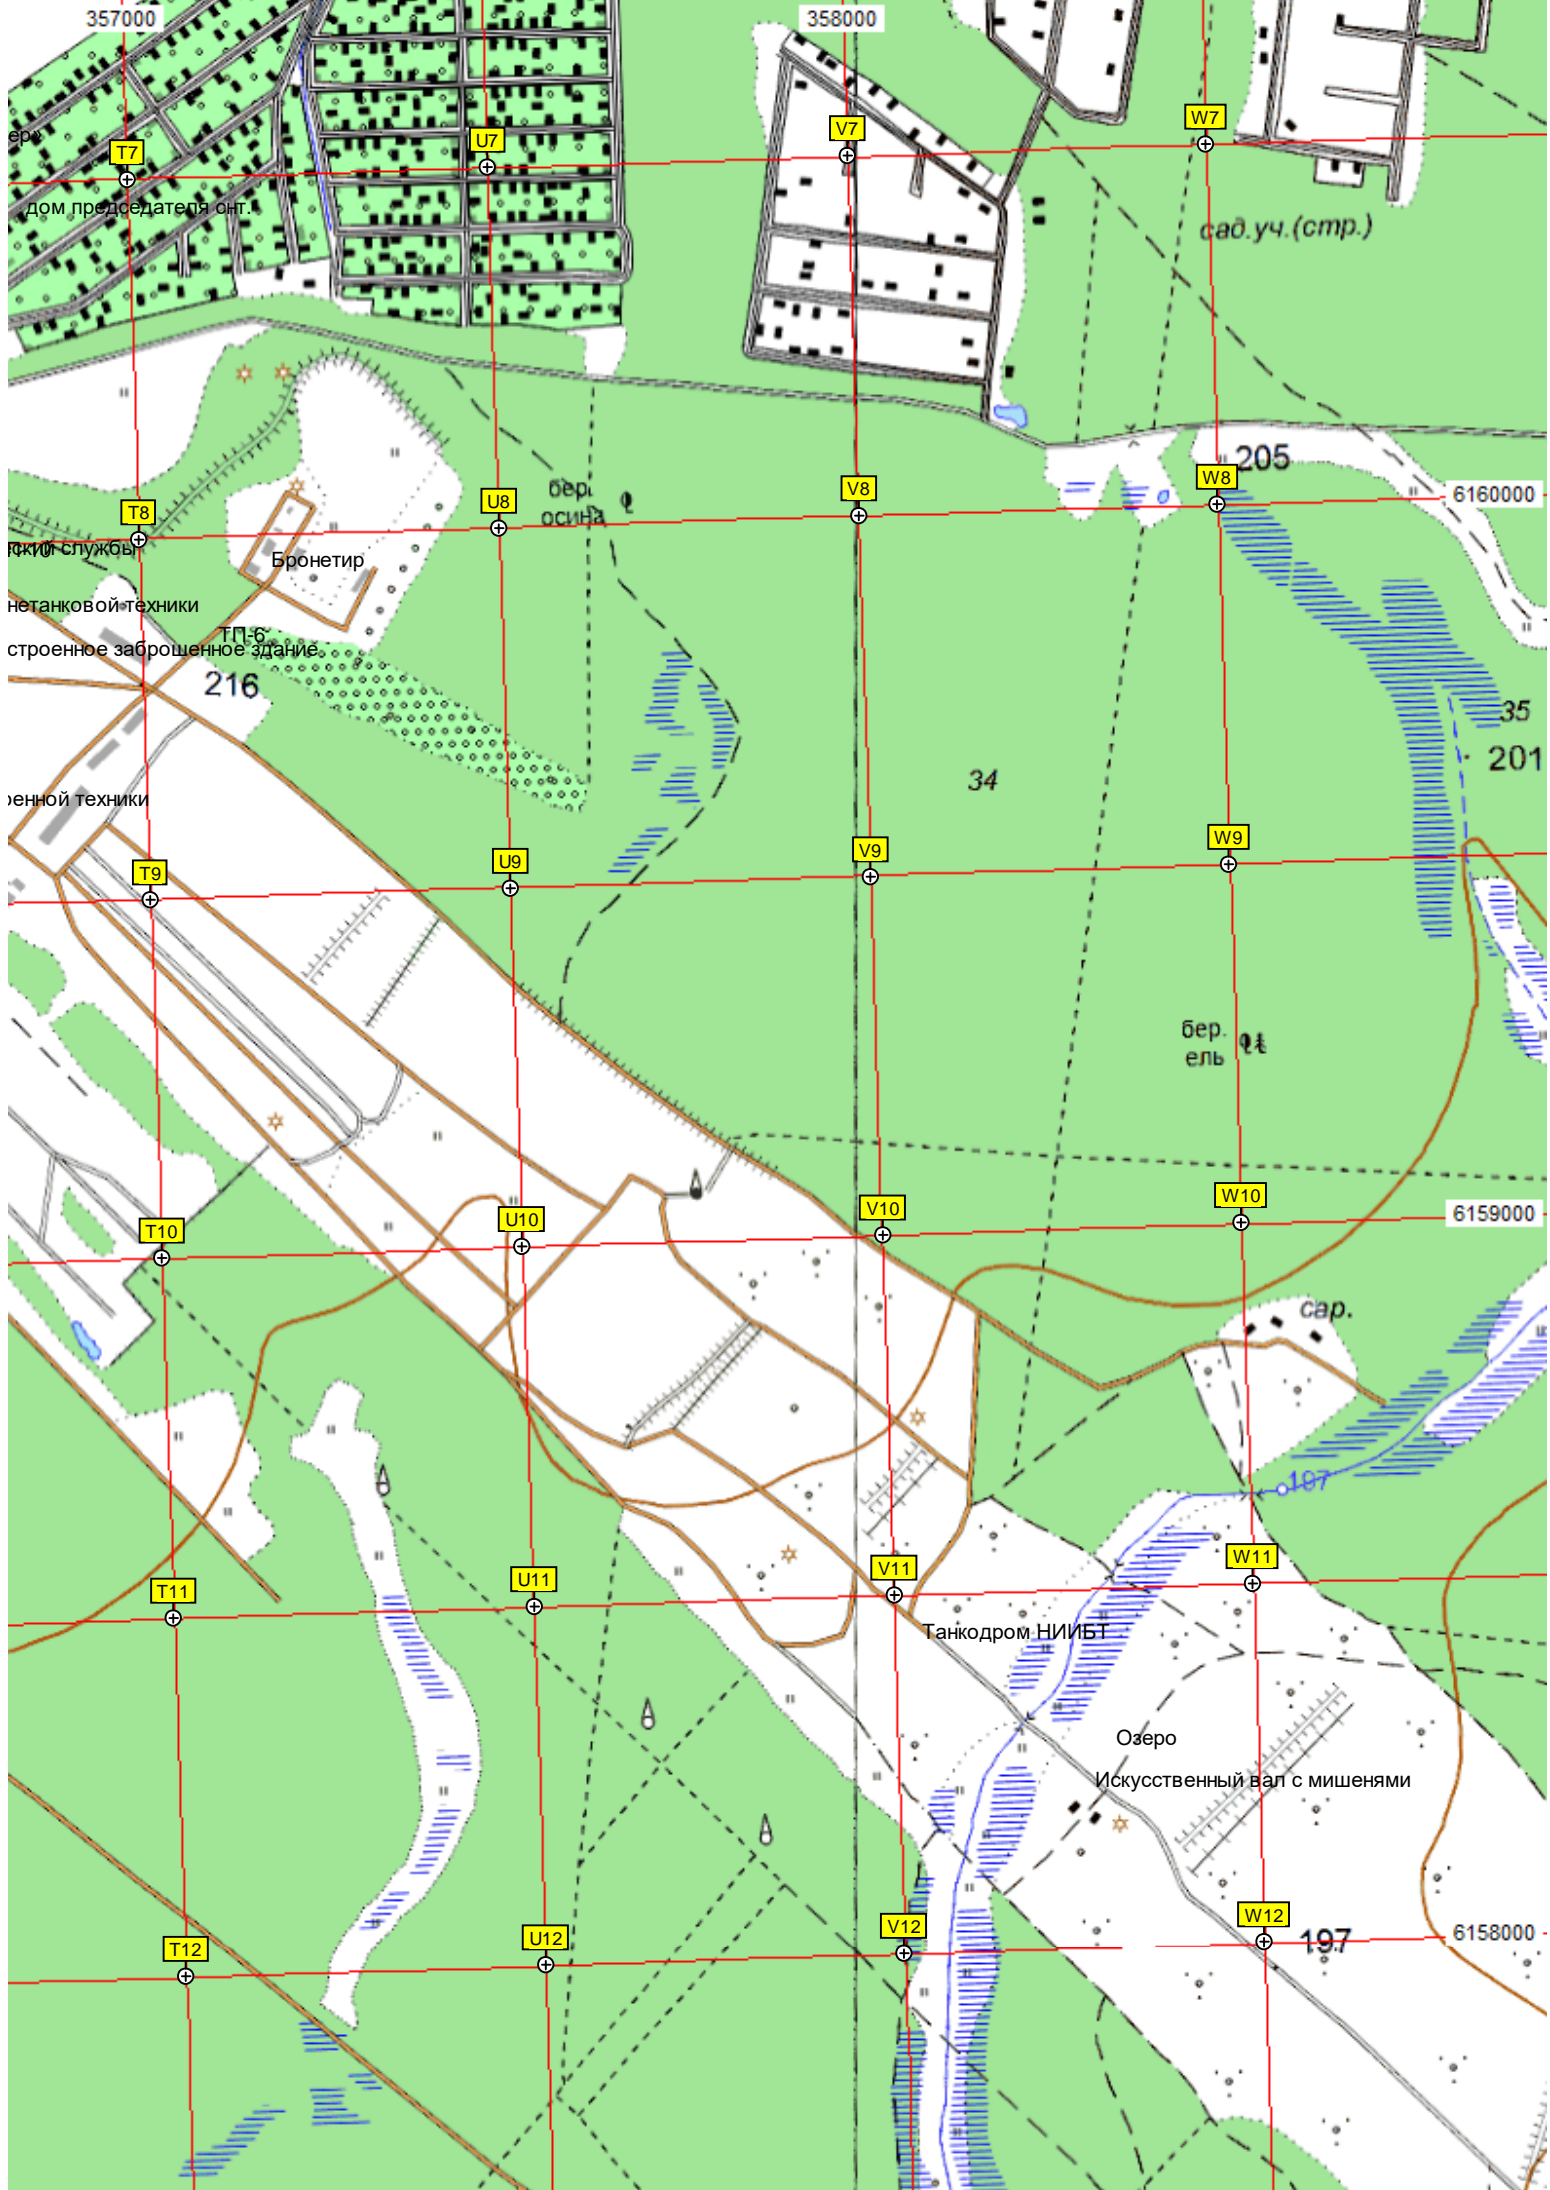 357000
358000
T7
U7
V7
W7
ер»
дом председателя снт.
сад.уч.(стр.)
205
6160000
T8
U8
V8
W8
бер.
осина
еский службы
Бронетир
нетанковой техники
ТП-6
строенное заброшенное здание.
216
35
201
34
оенной техники
T9
U9
V9
W9
бер.
ель
T10
U10
V10
W10
6159000
сар.
197
T11
U11
V11
W11
Танкодром НИИБТ
Озеро
Искусственный вал с мишенями
T12
U12
V12
W12
197
6158000